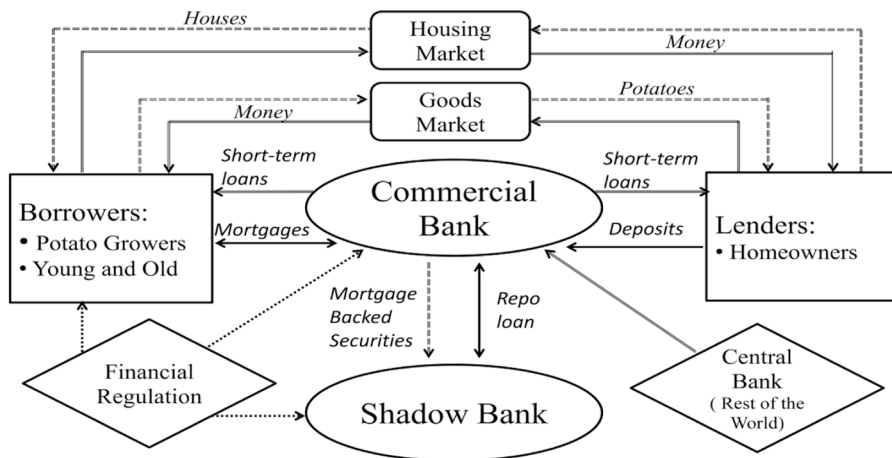 Houses
Housing
Market
Money
Goods
Market
Potatoes
Money
Short-term
loans
Commercial
Bank
Short-term
loans
Borrowers:
• Potato Growers
• Young and Old
Mortgages
Deposits
Lenders:
• Homeowners
Mortgage
Backed
Securities
Repo
loan
Financial
Regulation
Shadow Bank
Central
Bank
( Rest of the
World)